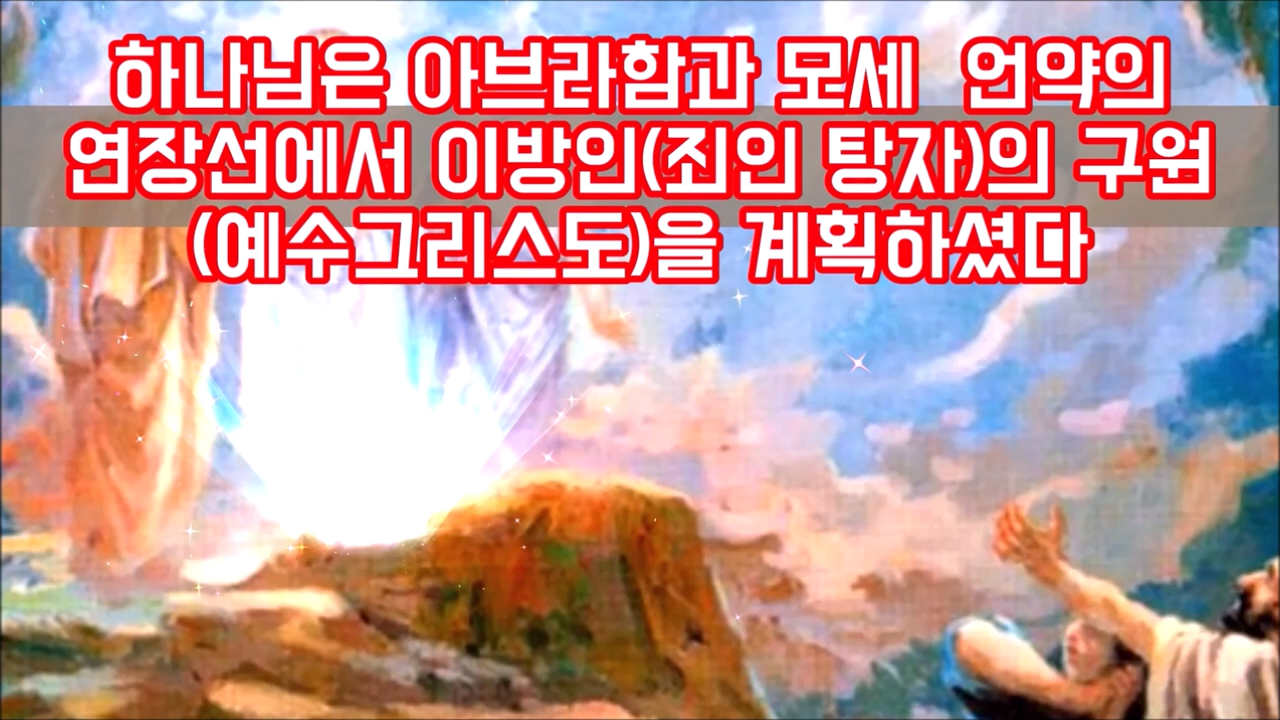 하나님은 아브라함과 모세 언약의
연장선에서 이방인(죄인 탕자)의 구원
(예수그리스도)을 계획하셨다